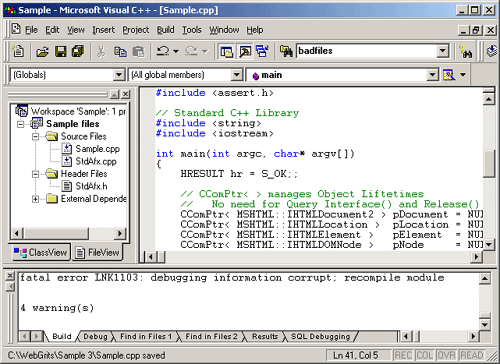 Sample - Microsoft Visual C++ - [Sample.cpp]
File Edit View Insert Project Build Tools Window Help
badfiles
(Globals) (All global members) main
Workspace 'Sample': 1 pr
Sample files
Source Files
Sample.cpp
StdAfx.cpp
Header Files
StdAfx.h
External Depende
ClassView FileView
#include <assert.h>
// Standard C++ Library
#include <string>
#include <iostream>
int main(int argc, char* argv[])
{
HRESULT hr = S_OK;;
// CComPtr< > manages Object Liftetimes
// No need for Query Interface() and Release()
CComPtr< MSHTML::IHTMLDocument2 > pDocument = NUI
CComPtr< MSHTML::IHTMLLocation > pLocation = NUI
CComPtr< MSHTML::IHTMLElement > pElement = NUI
CComPtr< MSHTML::IHTMLDOMNode > pNode = NUI
fatal error LNK1103: debugging information corrupt; recompile module
4 warning(s)
Build Debug Find in Files 1 Find in Files 2 Results SQL Debugging
C:\WebGrits\Sample 3\Sample.cpp saved Ln 41, Col 5 REC COL OVR READ